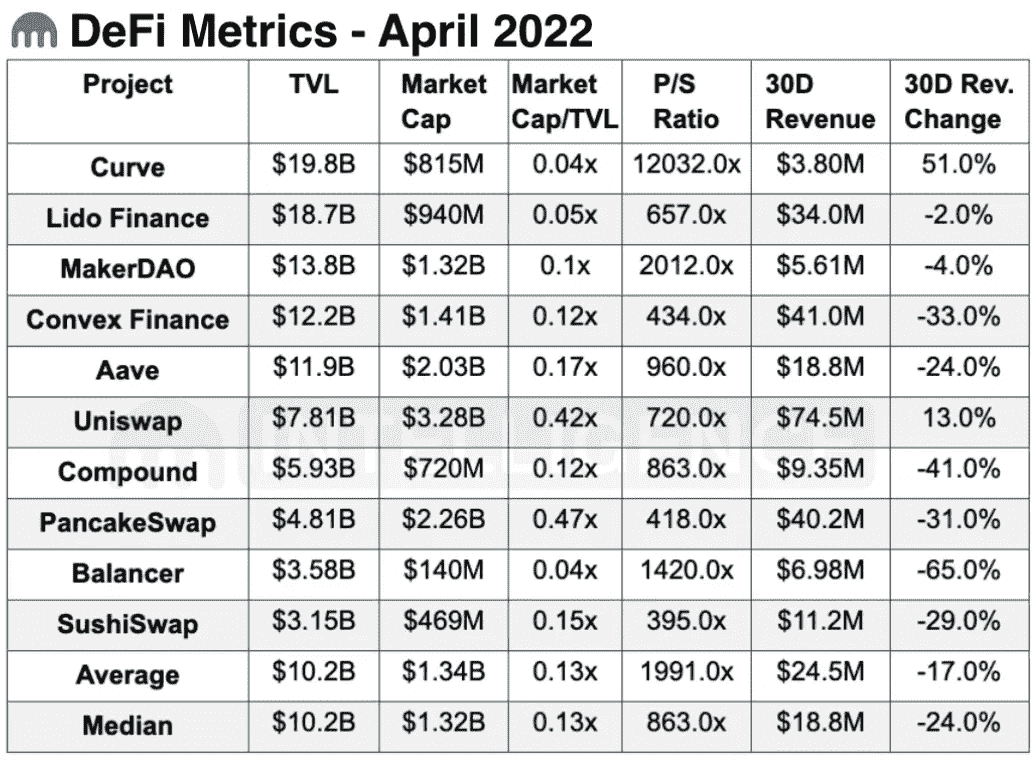 DeFi Metrics - April 2022
Project TVL Market Cap Market Cap/TVL P/S Ratio 30D Revenue 30D Rev. Change
Curve $19.8B $815M 0.04x 12032.0x $3.80M 51.0%
Lido Finance $18.7B $940M 0.05x 657.0x $34.0M -2.0%
MakerDAO $13.8B $1.32B 0.1x 2012.0x $5.61M -4.0%
Convex Finance $12.2B $1.41B 0.12x 434.0x $41.0M -33.0%
Aave $11.9B $2.03B 0.17x 960.0x $18.8M -24.0%
Uniswap $7.81B $3.28B 0.42x 720.0x $74.5M 13.0%
INTELLIGENCE
Compound $5.93B $720M 0.12x 863.0x $9.35M -41.0%
PancakeSwap $4.81B $2.26B 0.47x 418.0x $40.2M -31.0%
Balancer $3.58B $140M 0.04x 1420.0x $6.98M -65.0%
SushiSwap $3.15B $469M 0.15x 395.0x $11.2M -29.0%
Average $10.2B $1.34B 0.13x 1991.0x $24.5M -17.0%
Median $10.2B $1.32B 0.13x 863.0x $18.8M -24.0%